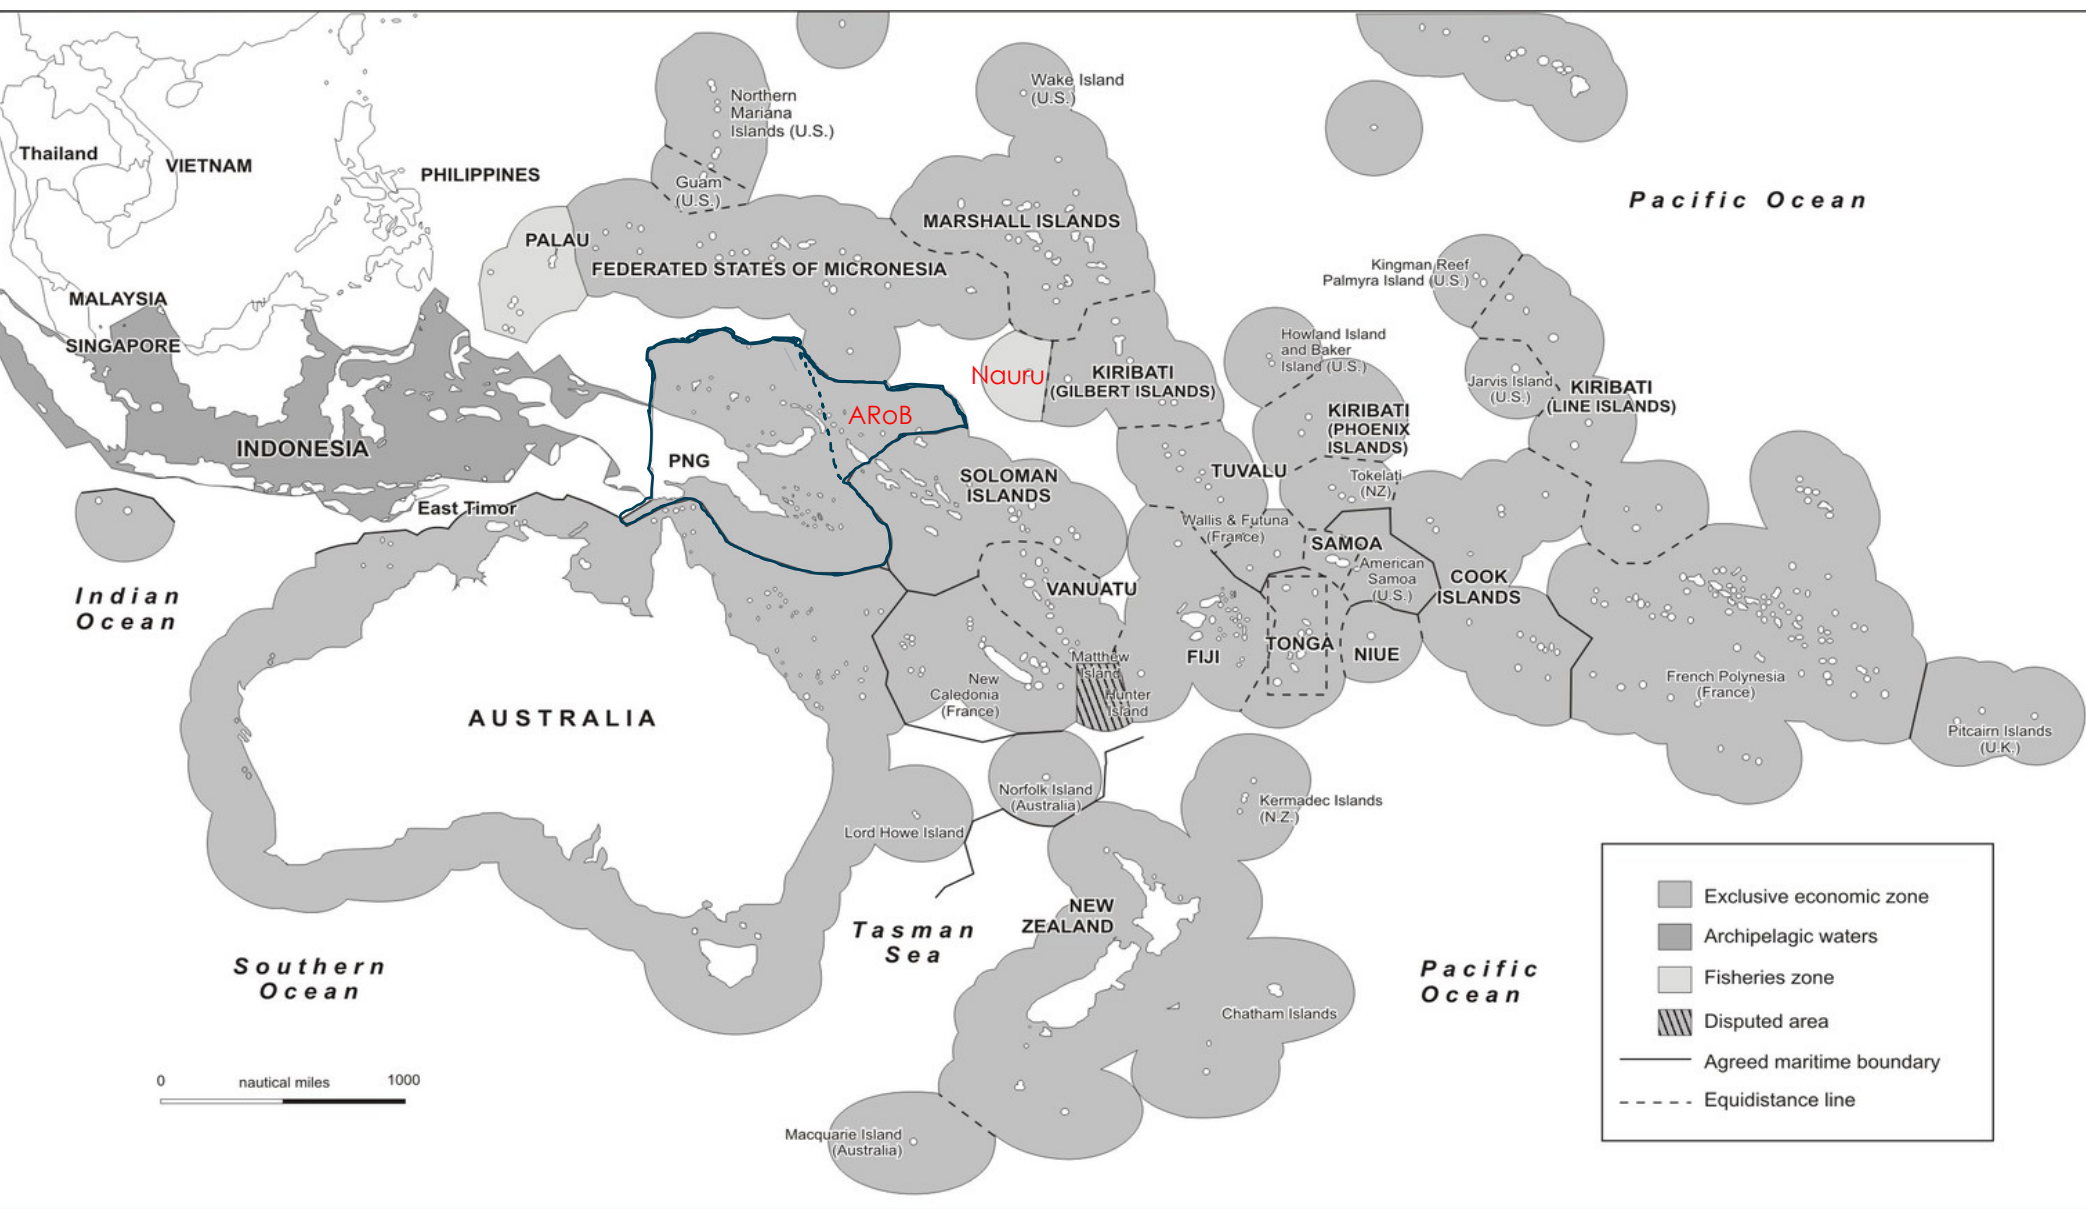 Northern
Mariana
Islands (U.S.)
Wake Island
(U.S.)
Thailand
VIETNAM
PHILIPPINES
Guam
(U.S.)
Pacific Ocean
MARSHALL ISLANDS
PALAU
FEDERATED STATES OF MICRONESIA
Kingman Reef
Palmyra Island (U.S.)
MALAYSIA
SINGAPORE
Howland Island
and Baker
Island (U.S.)
Nauru
KIRIBATI
(GILBERT ISLANDS)
Jarvis Island
(U.S.)
KIRIBATI
(LINE ISLANDS)
ARoB
KIRIBATI
(PHOENIX
ISLANDS)
INDONESIA
PNG
SOLOMAN
ISLANDS
TUVALU
Tokelati
(NZ)
East Timor
Wallis & Futuna
(France)
SAMOA
American
Samoa
(U.S.)
COOK
ISLANDS
VANUATU
Indian
Ocean
FIJI
TONGA
NIUE
Matthew
Island
Hunter
Island
New
Caledonia
(France)
French Polynesia
(France)
AUSTRALIA
Pitcairn Islands
(U.K.)
Norfolk Island
(Australia)
Kermadec Islands
(N.Z.)
Lord Howe Island
NEW
ZEALAND
Tasman
Sea
Southern
Ocean
Pacific
Ocean
Chatham Islands
0 nautical miles 1000
Macquarie Island
(Australia)
Exclusive economic zone
Archipelagic waters
Fisheries zone
Disputed area
Agreed maritime boundary
Equidistance line